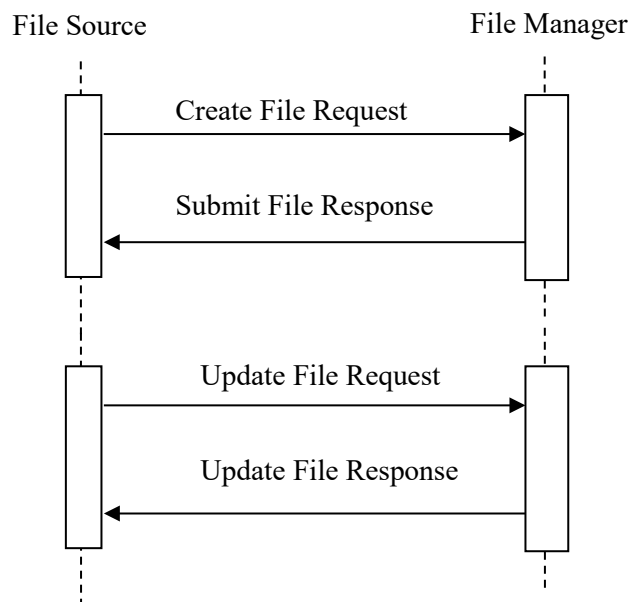 File Source
File Manager
Create File Request
Submit File Response
Update File Request
Update File Response